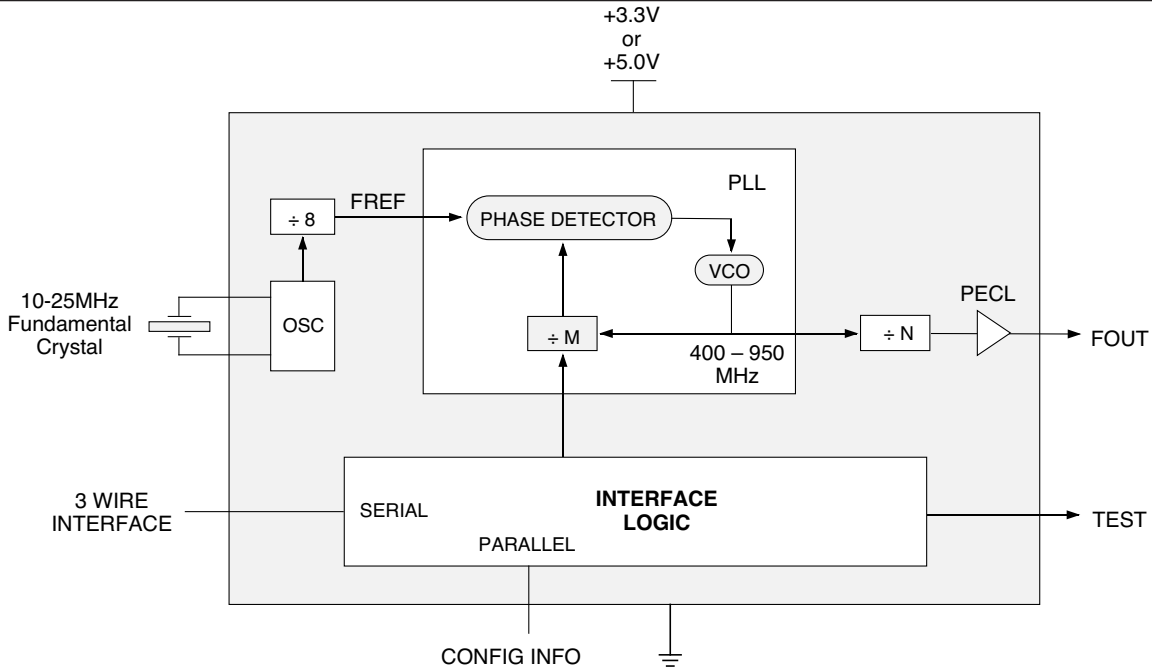 +3.3V
or
+5.0V
PLL
÷ 8
FREF
PHASE DETECTOR
VCO
10-25MHz
Fundamental
Crystal
OSC
÷ M
400 – 950
MHz
÷ N
PECL
FOUT
3 WIRE
INTERFACE
SERIAL
INTERFACE
LOGIC
PARALLEL
TEST
CONFIG INFO